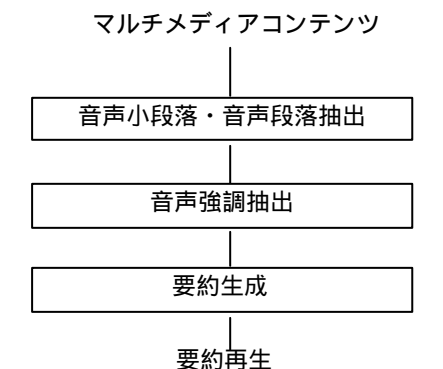 マルチメディアコンテンツ
音声小段落・音声段落抽出
音声強調抽出
要約生成
要約再生